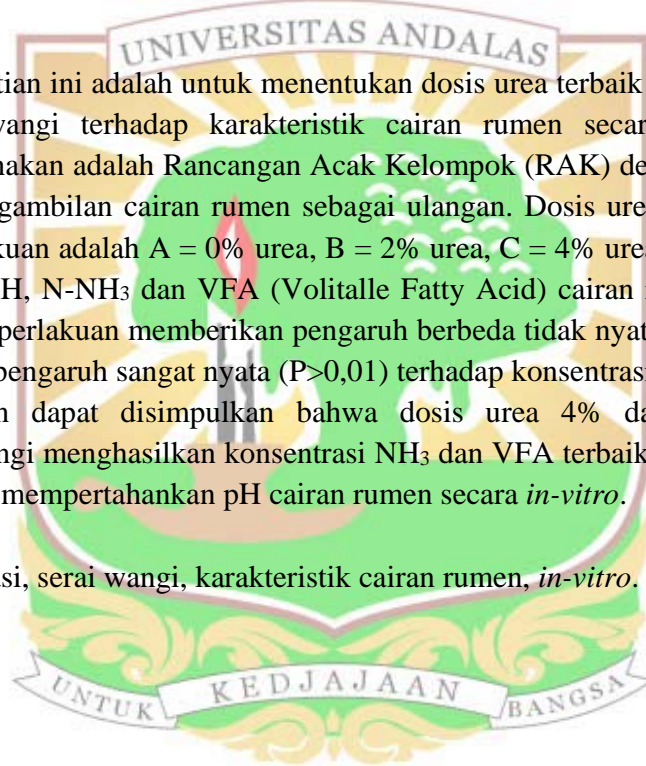 UNIVERSITAS ANDALAS
tian ini adalah untuk menentukan dosis urea terbaik
wangi terhadap karakteristik cairan rumen secar
nakan adalah Rancangan Acak Kelompok (RAK) de
gambilan cairan rumen sebagai ulangan. Dosis ure
kuan adalah A = 0% urea, B = 2% urea, C = 4% urea
H, N-NH₃ dan VFA (Volitalle Fatty Acid) cairan r
perlakuan memberikan pengaruh berbeda tidak nyat
pengaruh sangat nyata (P>0,01) terhadap konsentrasi
n dapat disimpulkan bahwa dosis urea 4% da
ngi menghasilkan konsentrasi NH₃ dan VFA terbaik
mempertahankan pH cairan rumen secara in-vitro.
si, serai wangi, karakteristik cairan rumen, in-vitro.
UNTUK KEDJAJAAN BANGSA